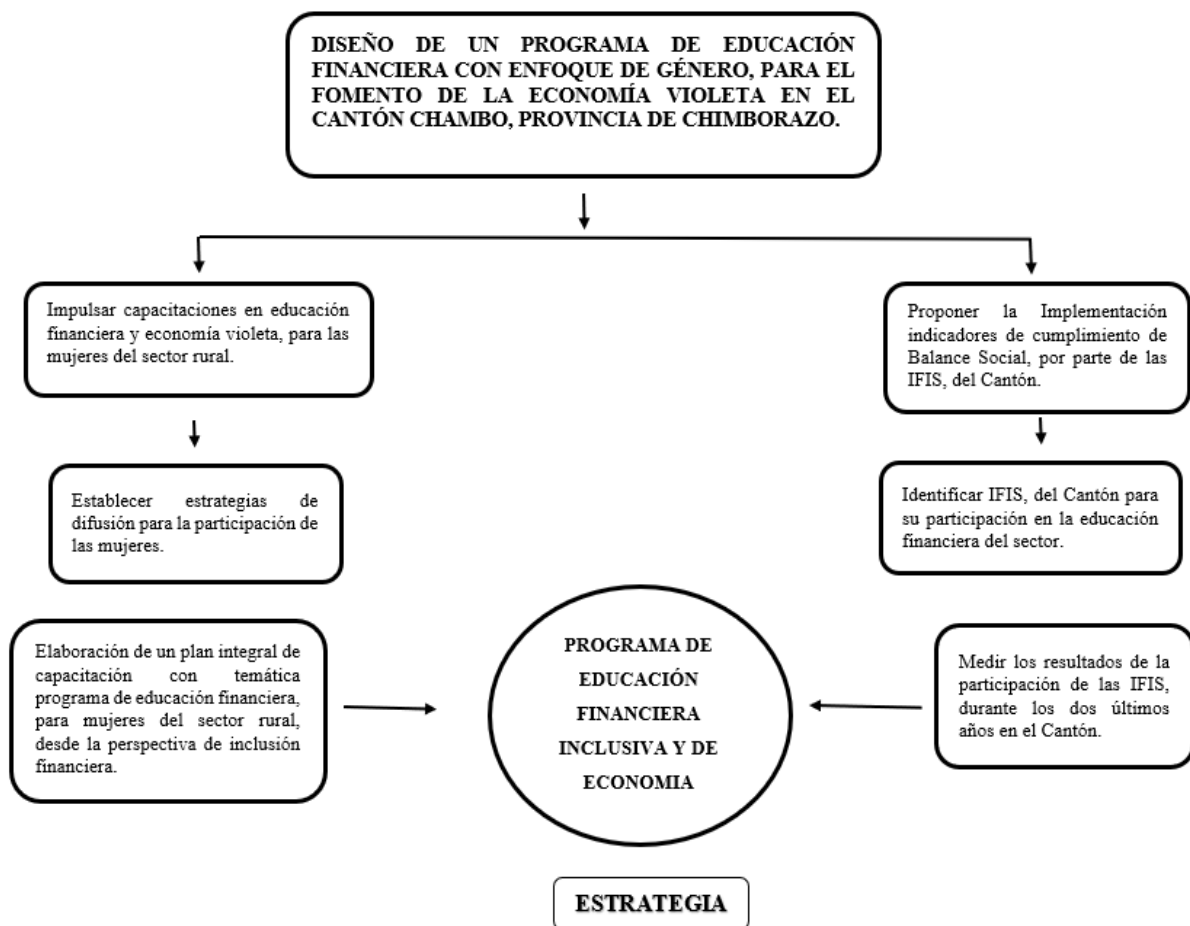 DISEÑO DE UN PROGRAMA DE EDUCACIÓN
FINANCIERA CON ENFOQUE DE GÉNERO, PARA EL
FOMENTO DE LA ECONOMÍA VIOLETA EN EL
CANTÓN CHAMBO, PROVINCIA DE CHIMBORAZO.
Impulsar capacitaciones en educación
financiera y economía violeta, para las
mujeres del sector rural.
Proponer la Implementación
indicadores de cumplimiento de
Balance Social, por parte de las
IFIS, del Cantón.
Establecer estrategias de
difusión para la participación de
las mujeres.
Identificar IFIS, del Cantón para
su participación en la educación
financiera del sector.
Elaboración de un plan integral de
capacitación con temática
programa de educación financiera,
para mujeres del sector rural,
desde la perspectiva de inclusión
financiera.
PROGRAMA DE
EDUCACIÓN
FINANCIERA
INCLUSIVA Y DE
ECONOMIA
Medir los resultados de la
participación de las IFIS,
durante los dos últimos
años en el Cantón.
ESTRATEGIA